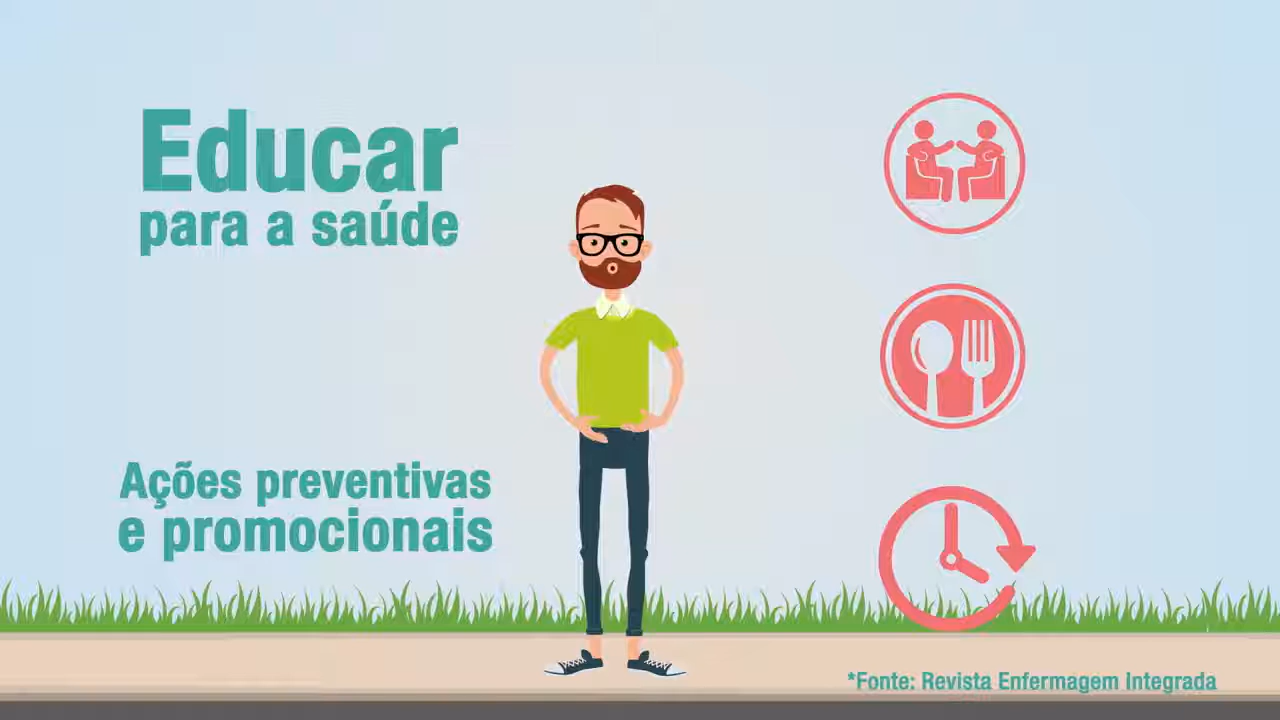 Educar
para a saúde
Ações preventivas
e promocionais
*Fonte: Revista Enfermagem Integrada